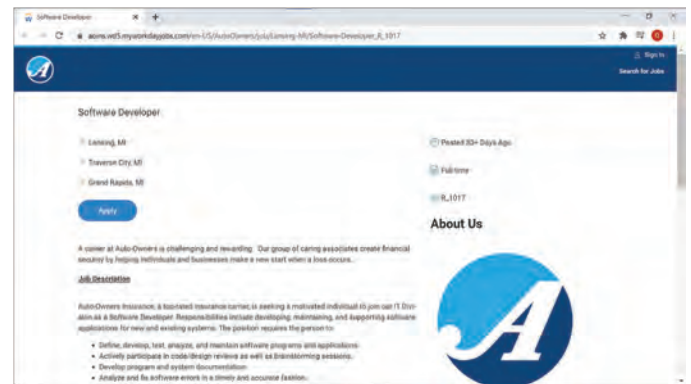 Software Developer
aoins.wd5.myworkdayjobs.com/en-US/AutoOwners/job/Lansing-MI/Software-Developer_R_1017
Sign In
Search for Jobs
A
Software Developer
Lansing, MI
Traverse City, MI
Grand Rapids, MI
Apply
Posted 30+ Days Ago
Full time
R_1017
About Us
A career at Auto-Owners is challenging and rewarding. Our group of caring associates create financial
security by helping individuals and businesses make a new start when a loss occurs.
Job Description
Auto-Owners Insurance, a top-rated insurance carrier, is seeking a motivated individual to join our IT Divi-
sion as a Software Developer. Responsibilities include developing, maintaining, and supporting software
applications for new and existing systems. The position requires the person to:
• Define, develop, test, analyze, and maintain software programs and applications.
• Actively participate in code/design reviews as well as brainstorming sessions.
• Develop program and system documentation.
• Analyze and fix software errors in a timely and accurate fashion.
A